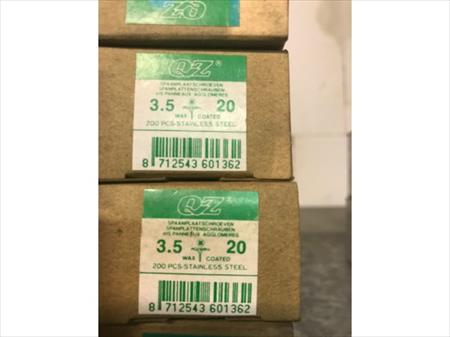 QZ
QZ®
SPAANPLAATSCHROEVEN
SPANPLATTENSCHRAUBEN
VIS PANNEAUX AGGLOMERES
3.5 20
WAX COATED
200 PCS-STAINLESS STEEL
8 712543 601362
QZ®
SPAANPLAATSCHROEVEN
SPANPLATTENSCHRAUBEN
VIS PANNEAUX AGGLOMERES
3.5 20
WAX COATED
200 PCS-STAINLESS STEEL
8 712543 601362